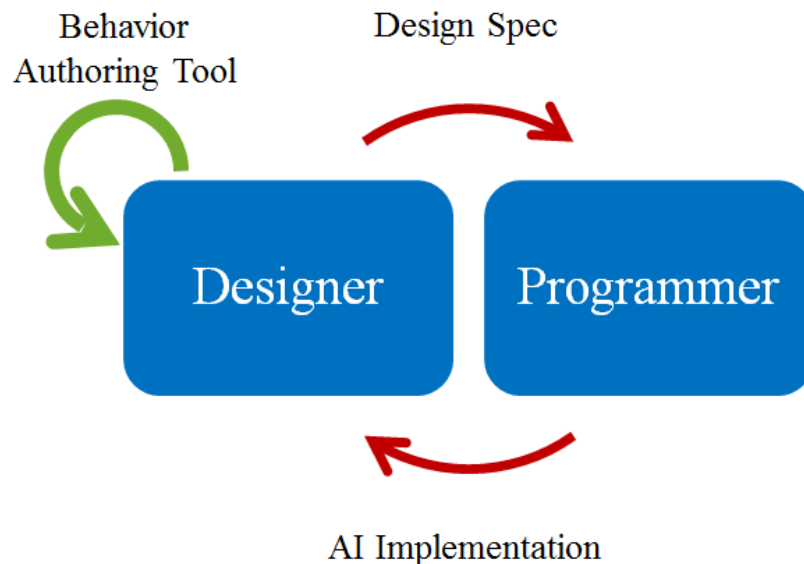 Behavior
Authoring Tool
Design Spec
Designer
Programmer
AI Implementation